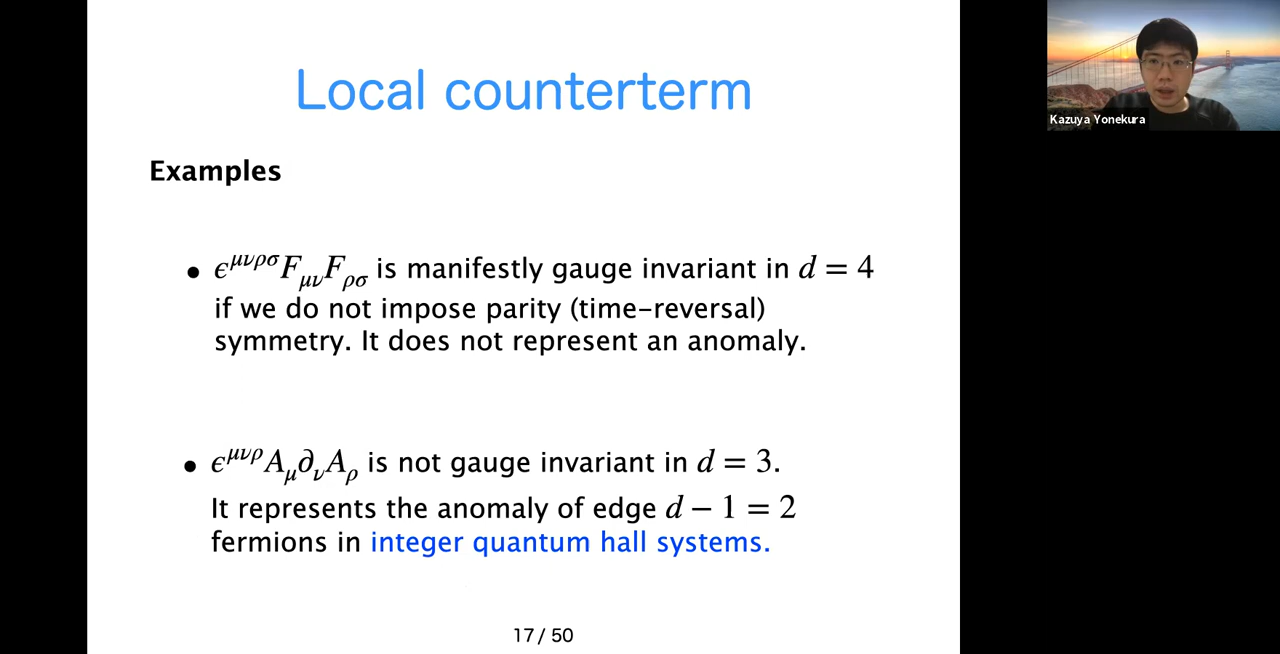 Local counterterm
Kazuya Yonekura
Examples
• ϵ^{μνρσ}F_{μν}F_{ρσ} is manifestly gauge invariant in d = 4
if we do not impose parity (time-reversal)
symmetry. It does not represent an anomaly.
• ϵ^{μνρ}A_μ∂_νA_ρ is not gauge invariant in d = 3.
It represents the anomaly of edge d − 1 = 2
fermions in integer quantum hall systems.
17/ 50